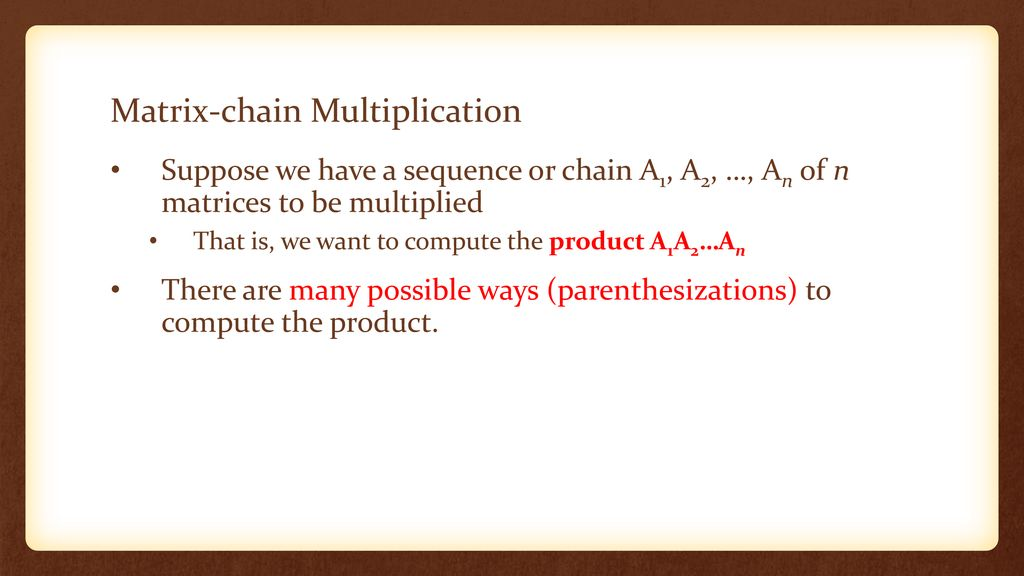 Matrix-chain Multiplication
• Suppose we have a sequence or chain A₁, A₂, …, Aₙ of n
matrices to be multiplied
• That is, we want to compute the product A₁A₂…Aₙ
• There are many possible ways (parenthesizations) to
compute the product.